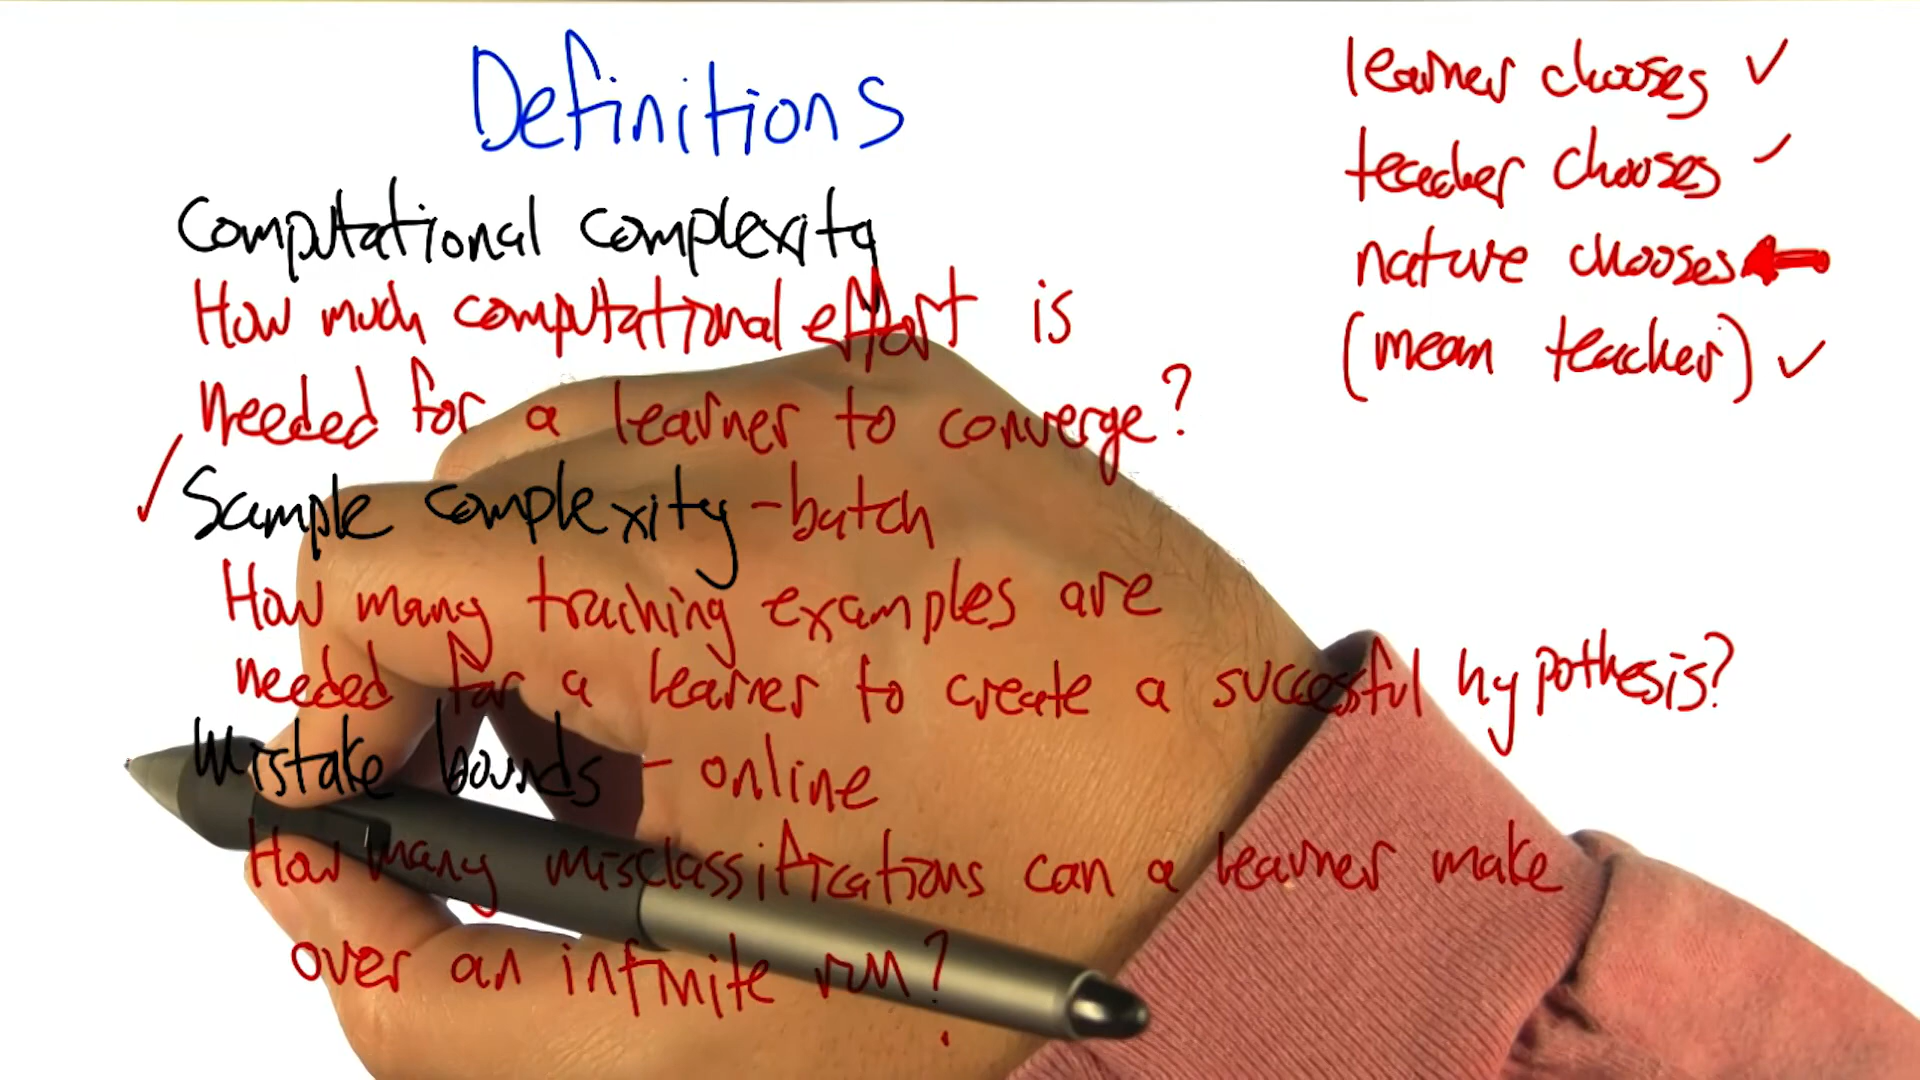 Definitions
Computational complexity
How much computational effort is
needed for a learner to converge?
Sample complexity - batch
How many training examples are
needed for a learner to create a succesful hypothesis?
Mistake bounds - online
How many misclassifications can a learner make
over an infinite run?
learner chooses ✓
teacher chooses ✓
nature chooses
(mean teacher) ✓